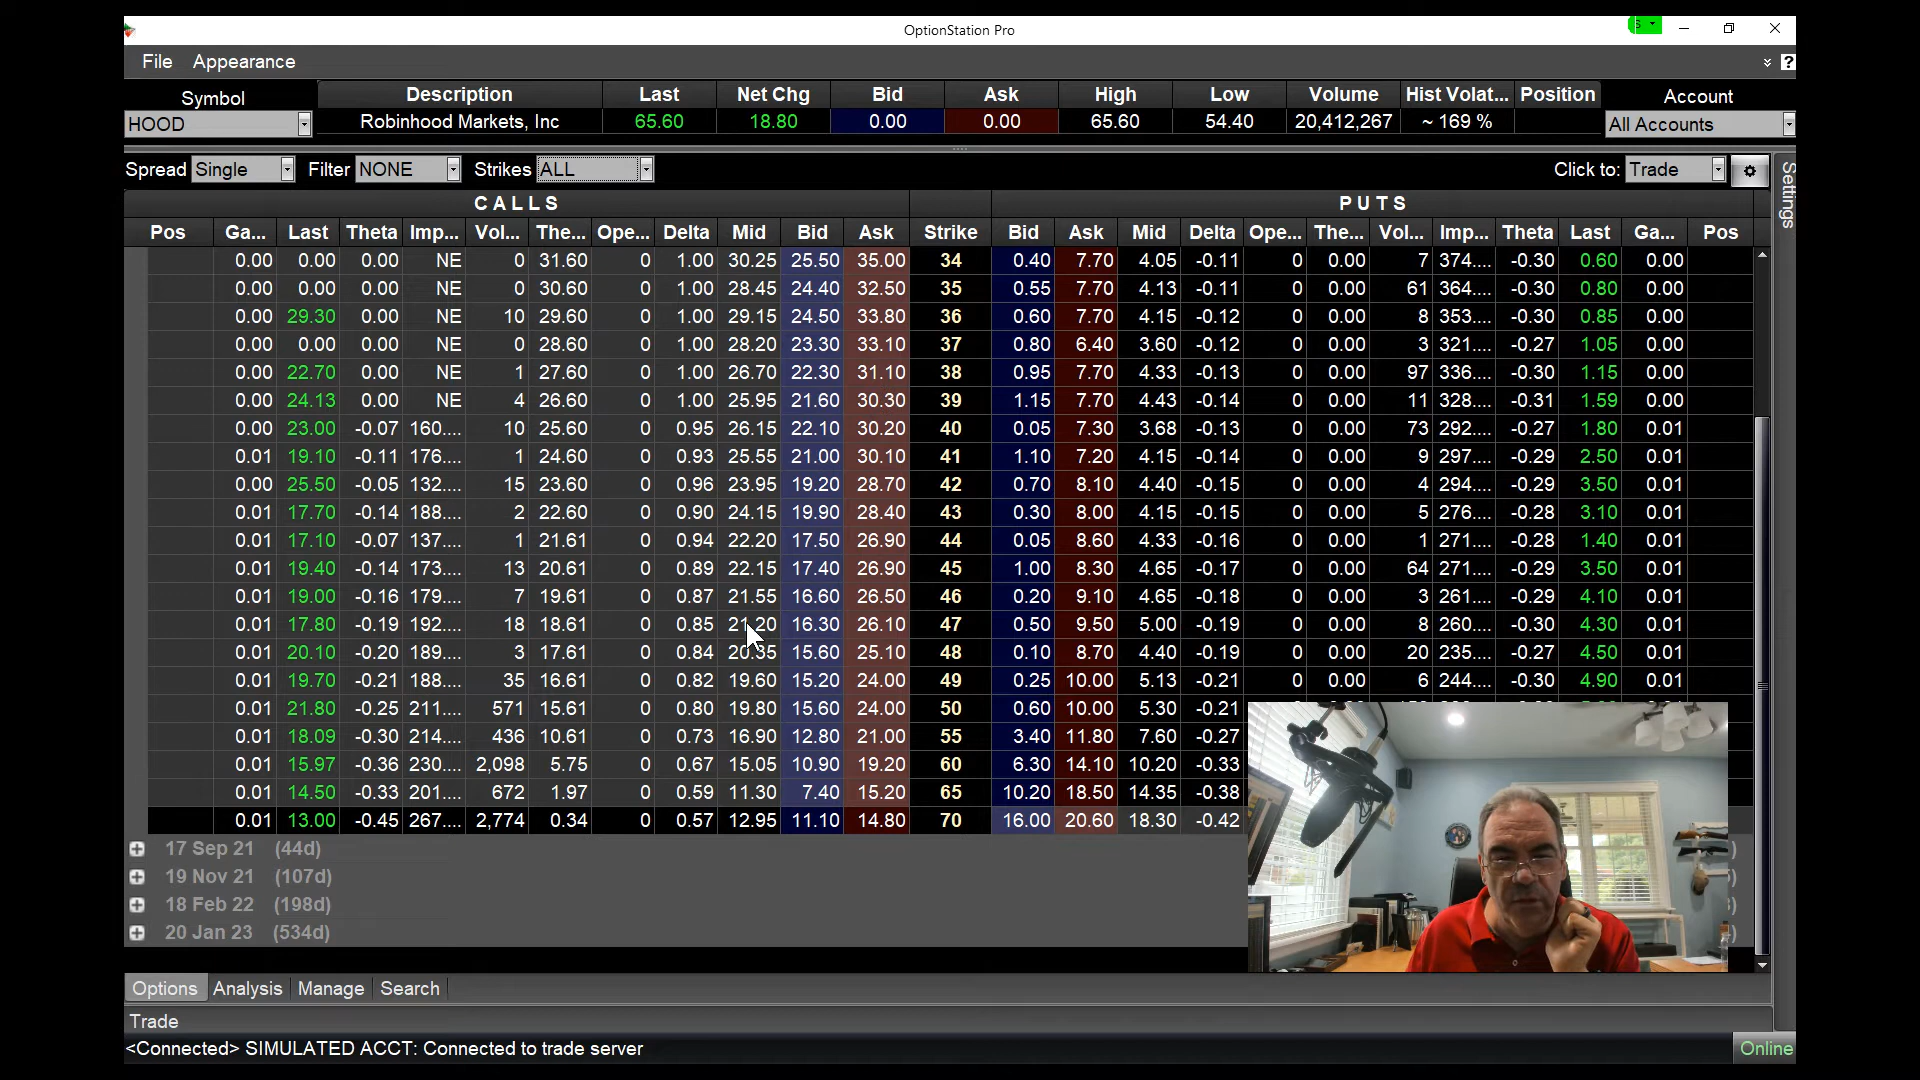 OptionStation Pro
File Appearance
Symbol Description Last Net Chg Bid Ask High Low Volume Hist Volat... Position Account
HOOD Robinhood Markets, Inc 65.60 18.80 0.00 0.00 65.60 54.40 20,412,267 ~ 169 % All Accounts
Spread Single Filter NONE Strikes ALL Click to: Trade
Settings
CALLS PUTS
Pos Ga... Last Theta Imp... Vol... The... Ope... Delta Mid Bid Ask Strike Bid Ask Mid Delta Ope... The... Vol... Imp... Theta Last Ga... Pos
0.00 0.00 0.00 NE 0 31.60 0 1.00 30.25 25.50 35.00 34 0.40 7.70 4.05 -0.11 0 0.00 7 374.... -0.30 0.60 0.00
0.00 0.00 0.00 NE 0 30.60 0 1.00 28.45 24.40 32.50 35 0.55 7.70 4.13 -0.11 0 0.00 61 364.... -0.30 0.80 0.00
0.00 29.30 0.00 NE 10 29.60 0 1.00 29.15 24.50 33.80 36 0.60 7.70 4.15 -0.12 0 0.00 8 353.... -0.30 0.85 0.00
0.00 0.00 0.00 NE 0 28.60 0 1.00 28.20 23.30 33.10 37 0.80 6.40 3.60 -0.12 0 0.00 3 321.... -0.27 1.05 0.00
0.00 22.70 0.00 NE 1 27.60 0 1.00 26.70 22.30 31.10 38 0.95 7.70 4.33 -0.13 0 0.00 97 336.... -0.30 1.15 0.00
0.00 24.13 0.00 NE 4 26.60 0 1.00 25.95 21.60 30.30 39 1.15 7.70 4.43 -0.14 0 0.00 11 328.... -0.31 1.59 0.00
0.00 23.00 -0.07 160.... 10 25.60 0 0.95 26.15 22.10 30.20 40 0.05 7.30 3.68 -0.13 0 0.00 73 292.... -0.27 1.80 0.01
0.01 19.10 -0.11 176.... 1 24.60 0 0.93 25.55 21.00 30.10 41 1.10 7.20 4.15 -0.14 0 0.00 9 297.... -0.29 2.50 0.01
0.00 25.50 -0.05 132.... 15 23.60 0 0.96 23.95 19.20 28.70 42 0.70 8.10 4.40 -0.15 0 0.00 4 294.... -0.29 3.50 0.01
0.01 17.70 -0.14 188.... 2 22.60 0 0.90 24.15 19.90 28.40 43 0.30 8.00 4.15 -0.15 0 0.00 5 276.... -0.28 3.10 0.01
0.01 17.10 -0.07 137.... 1 21.61 0 0.94 22.20 17.50 26.90 44 0.05 8.60 4.33 -0.16 0 0.00 1 271.... -0.28 1.40 0.01
0.01 19.40 -0.14 173.... 13 20.61 0 0.89 22.15 17.40 26.90 45 1.00 8.30 4.65 -0.17 0 0.00 64 271.... -0.29 3.50 0.01
0.01 19.00 -0.16 179.... 7 19.61 0 0.87 21.55 16.60 26.50 46 0.20 9.10 4.65 -0.18 0 0.00 3 261.... -0.29 4.10 0.01
0.01 17.80 -0.19 192.... 18 18.61 0 0.85 21.20 16.30 26.10 47 0.50 9.50 5.00 -0.19 0 0.00 8 260.... -0.30 4.30 0.01
0.01 20.10 -0.20 189.... 3 17.61 0 0.84 20.35 15.60 25.10 48 0.10 8.70 4.40 -0.19 0 0.00 20 235.... -0.27 4.50 0.01
0.01 19.70 -0.21 188.... 35 16.61 0 0.82 19.60 15.20 24.00 49 0.25 10.00 5.13 -0.21 0 0.00 6 244.... -0.30 4.90 0.01
0.01 21.80 -0.25 211.... 571 15.61 0 0.80 19.80 15.60 24.00 50 0.60 10.00 5.30 -0.21
0.01 18.09 -0.30 214.... 436 10.61 0 0.73 16.90 12.80 21.00 55 3.40 11.80 7.60 -0.27
0.01 15.97 -0.36 230.... 2,098 5.75 0 0.67 15.05 10.90 19.20 60 6.30 14.10 10.20 -0.33
0.01 14.50 -0.33 201.... 672 1.97 0 0.59 11.30 7.40 15.20 65 10.20 18.50 14.35 -0.38
0.01 13.00 -0.45 267.... 2,774 0.34 0 0.57 12.95 11.10 14.80 70 16.00 20.60 18.30 -0.42
17 Sep 21 (44d)
19 Nov 21 (107d)
18 Feb 22 (198d)
20 Jan 23 (534d)
Options Analysis Manage Search
Trade
<Connected> SIMULATED ACCT: Connected to trade server Online